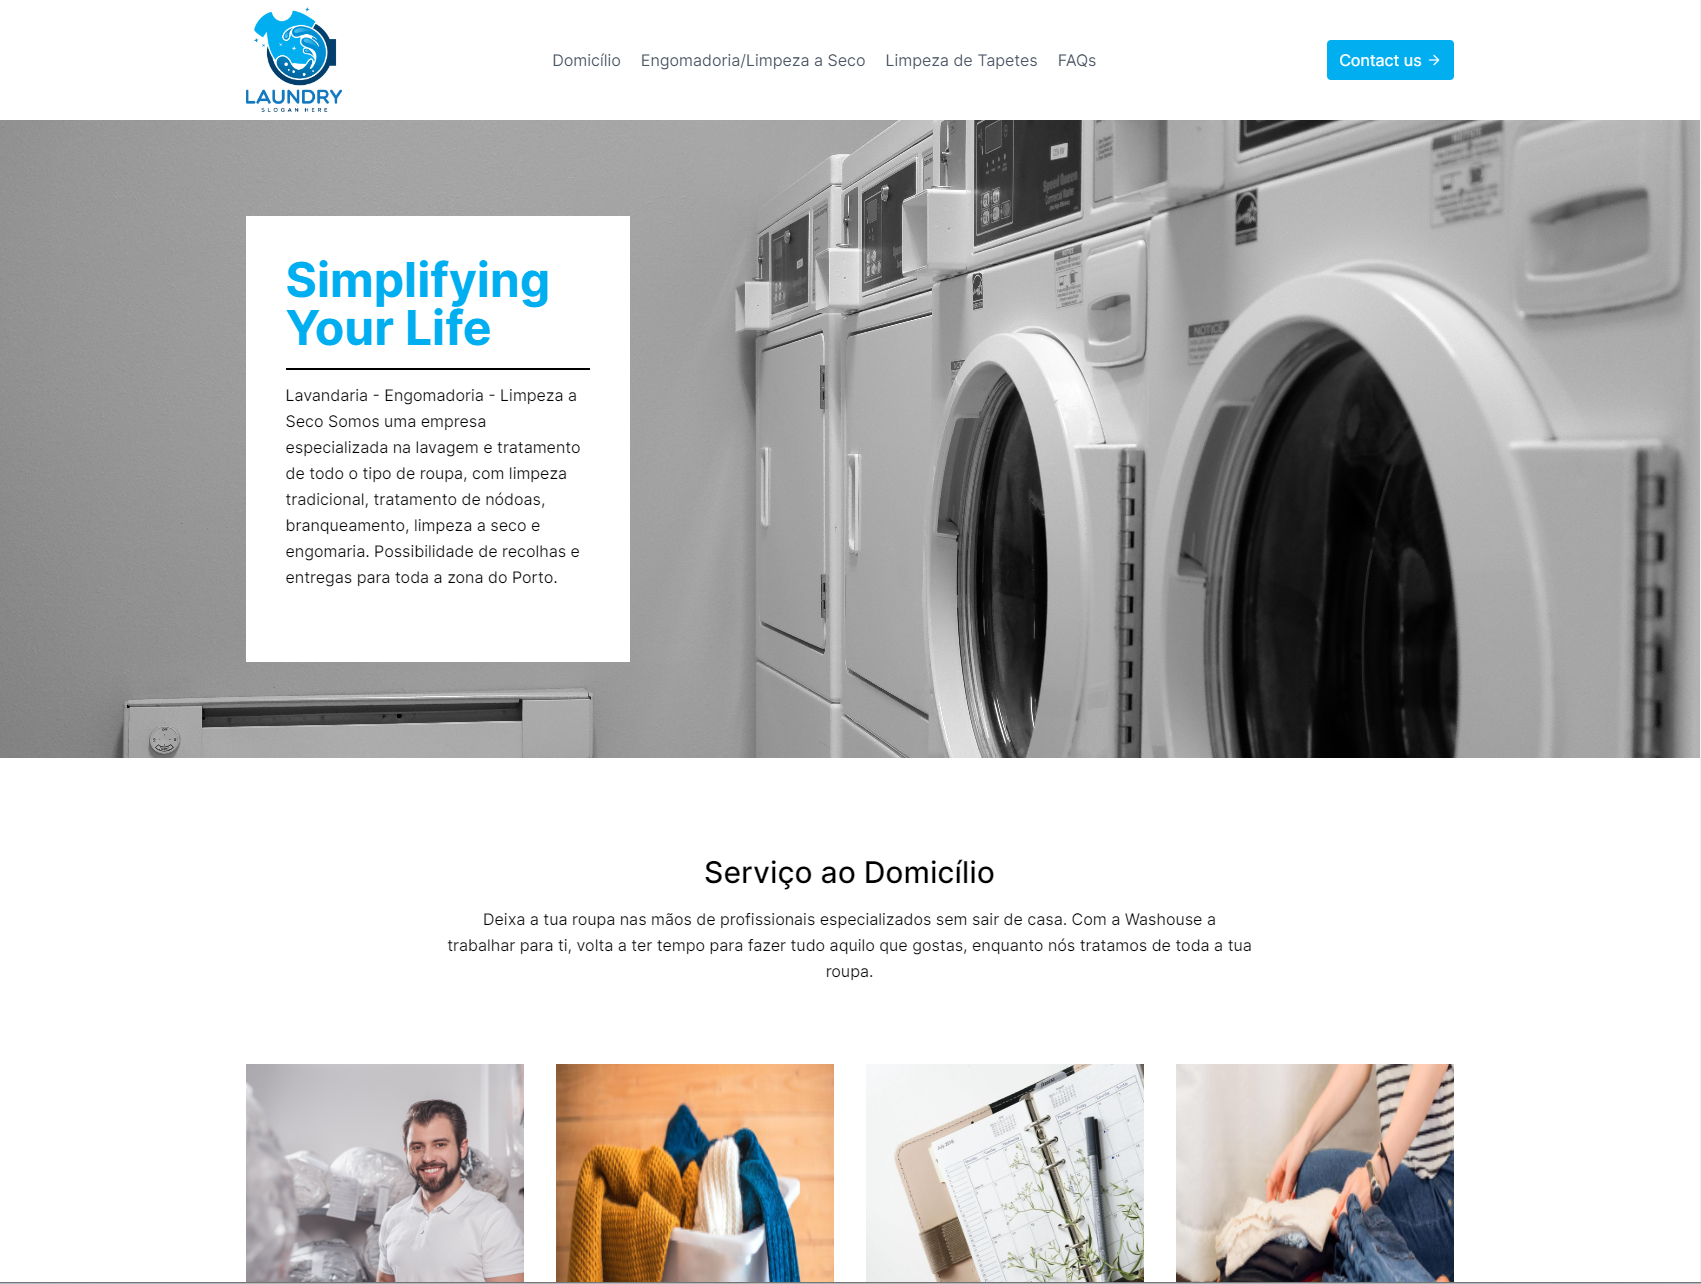 LAUNDRY
SLOGAN HERE
Domicílio
Engomadoria/Limpeza a Seco
Limpeza de Tapetes
FAQs
Contact us →
Simplifying
Your Life
Lavandaria - Engomadoria - Limpeza a
Seco Somos uma empresa
especializada na lavagem e tratamento
de todo o tipo de roupa, com limpeza
tradicional, tratamento de nódoas,
branqueamento, limpeza a seco e
engomaria. Possibilidade de recolhas e
entregas para toda a zona do Porto.
NOTICE
Speed Queen
Serviço ao Domicílio
Deixa a tua roupa nas mãos de profissionais especializados sem sair de casa. Com a Washouse a
trabalhar para ti, volta a ter tempo para fazer tudo aquilo que gostas, enquanto nós tratamos de toda a tua
roupa.